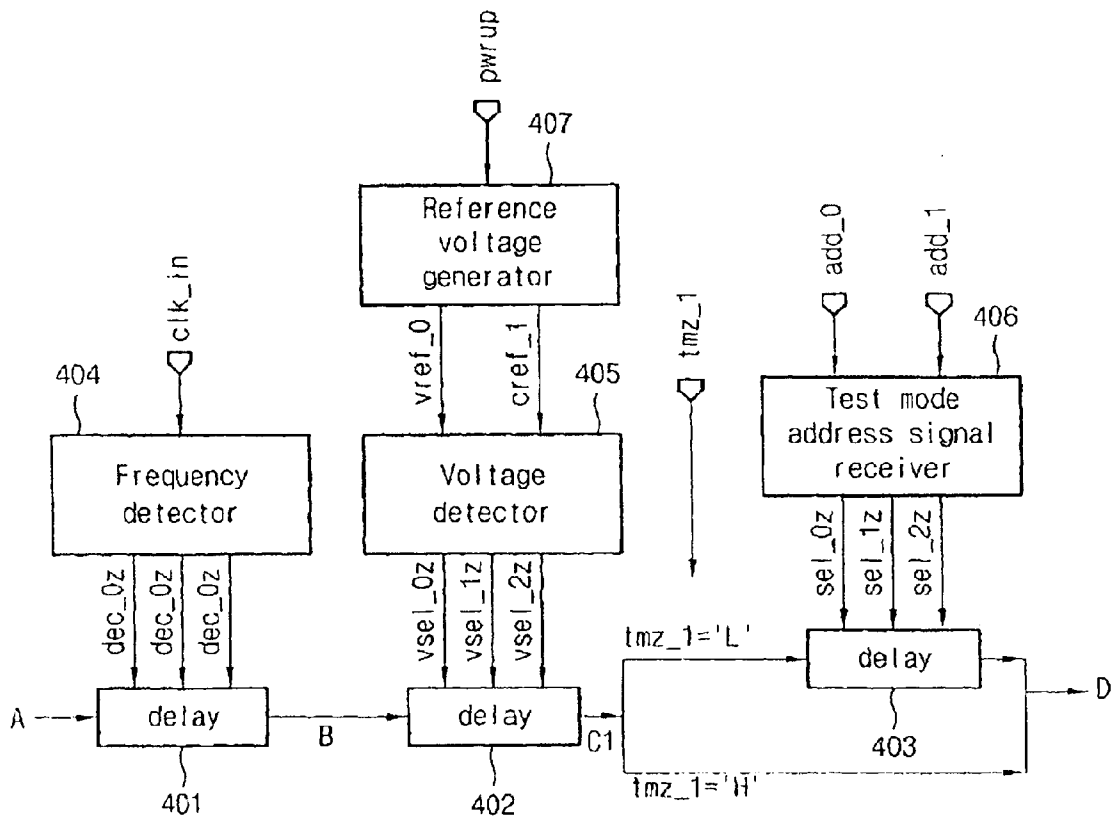 pwrup
407
Reference
voltage
generator
add_0
add_1
clk_in
vref_0
cref_1
tmz_1
406
404
405
Test mode
address signal
receiver
Frequency
detector
Voltage
detector
sel_0z
sel_1z
sel_2z
dec_0z
dec_0z
dec_0z
vsel_0z
vsel_1z
vsel_2z
tmz_1='L'
delay
A
delay
B
delay
C1
D
403
tmz_1='H'
401
402